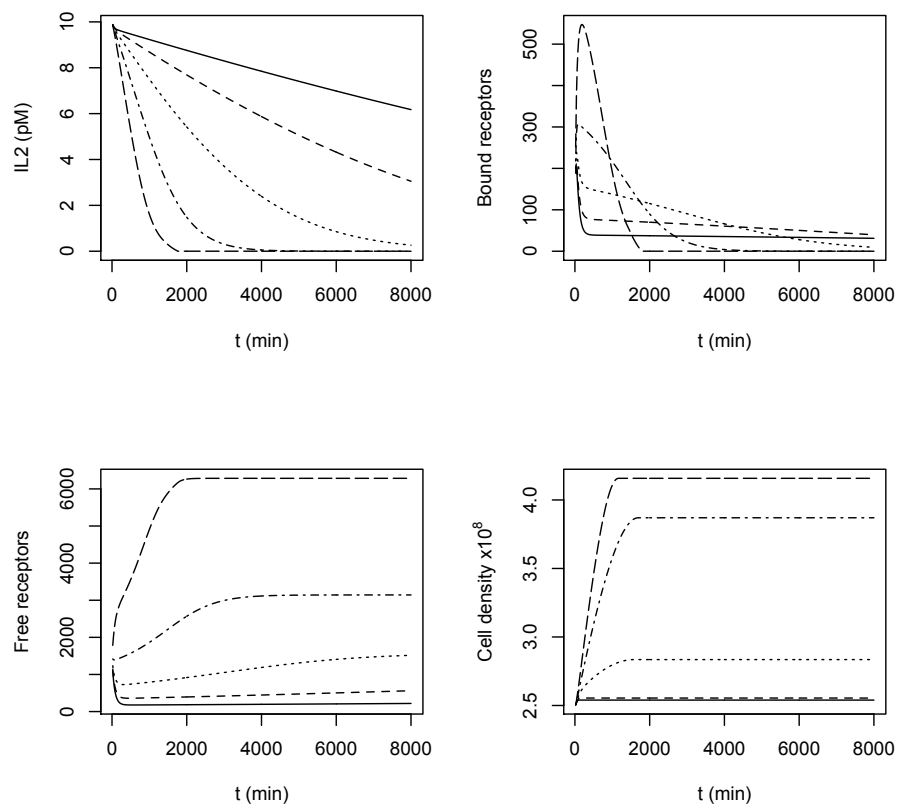 IL2 (pM)
0 2 4 6 8 10
0 2000 4000 6000 8000
t (min)
Bound receptors
0 100 300 500
0 2000 4000 6000 8000
t (min)
Free receptors
0 2000 4000 6000
0 2000 4000 6000 8000
t (min)
Cell density x10⁸
2.5 3.0 3.5 4.0
0 2000 4000 6000 8000
t (min)